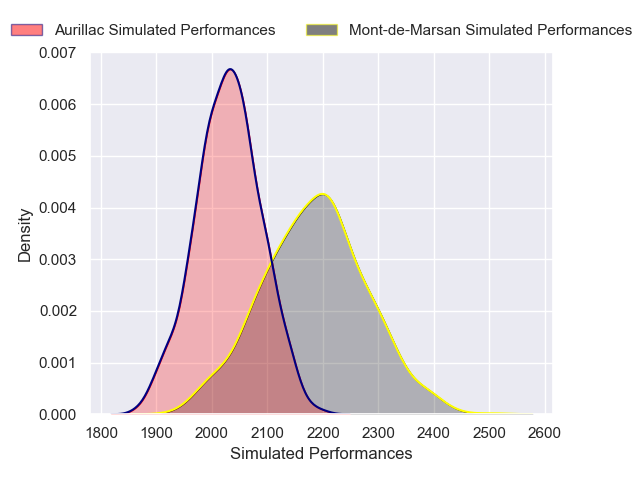 Aurillac Simulated Performances Mont-de-Marsan Simulated Performances
0.007
0.006
0.005
0.004
0.003
0.002
0.001
0.000
Density
1800 1900 2000 2100 2200 2300 2400 2500 2600
Simulated Performances